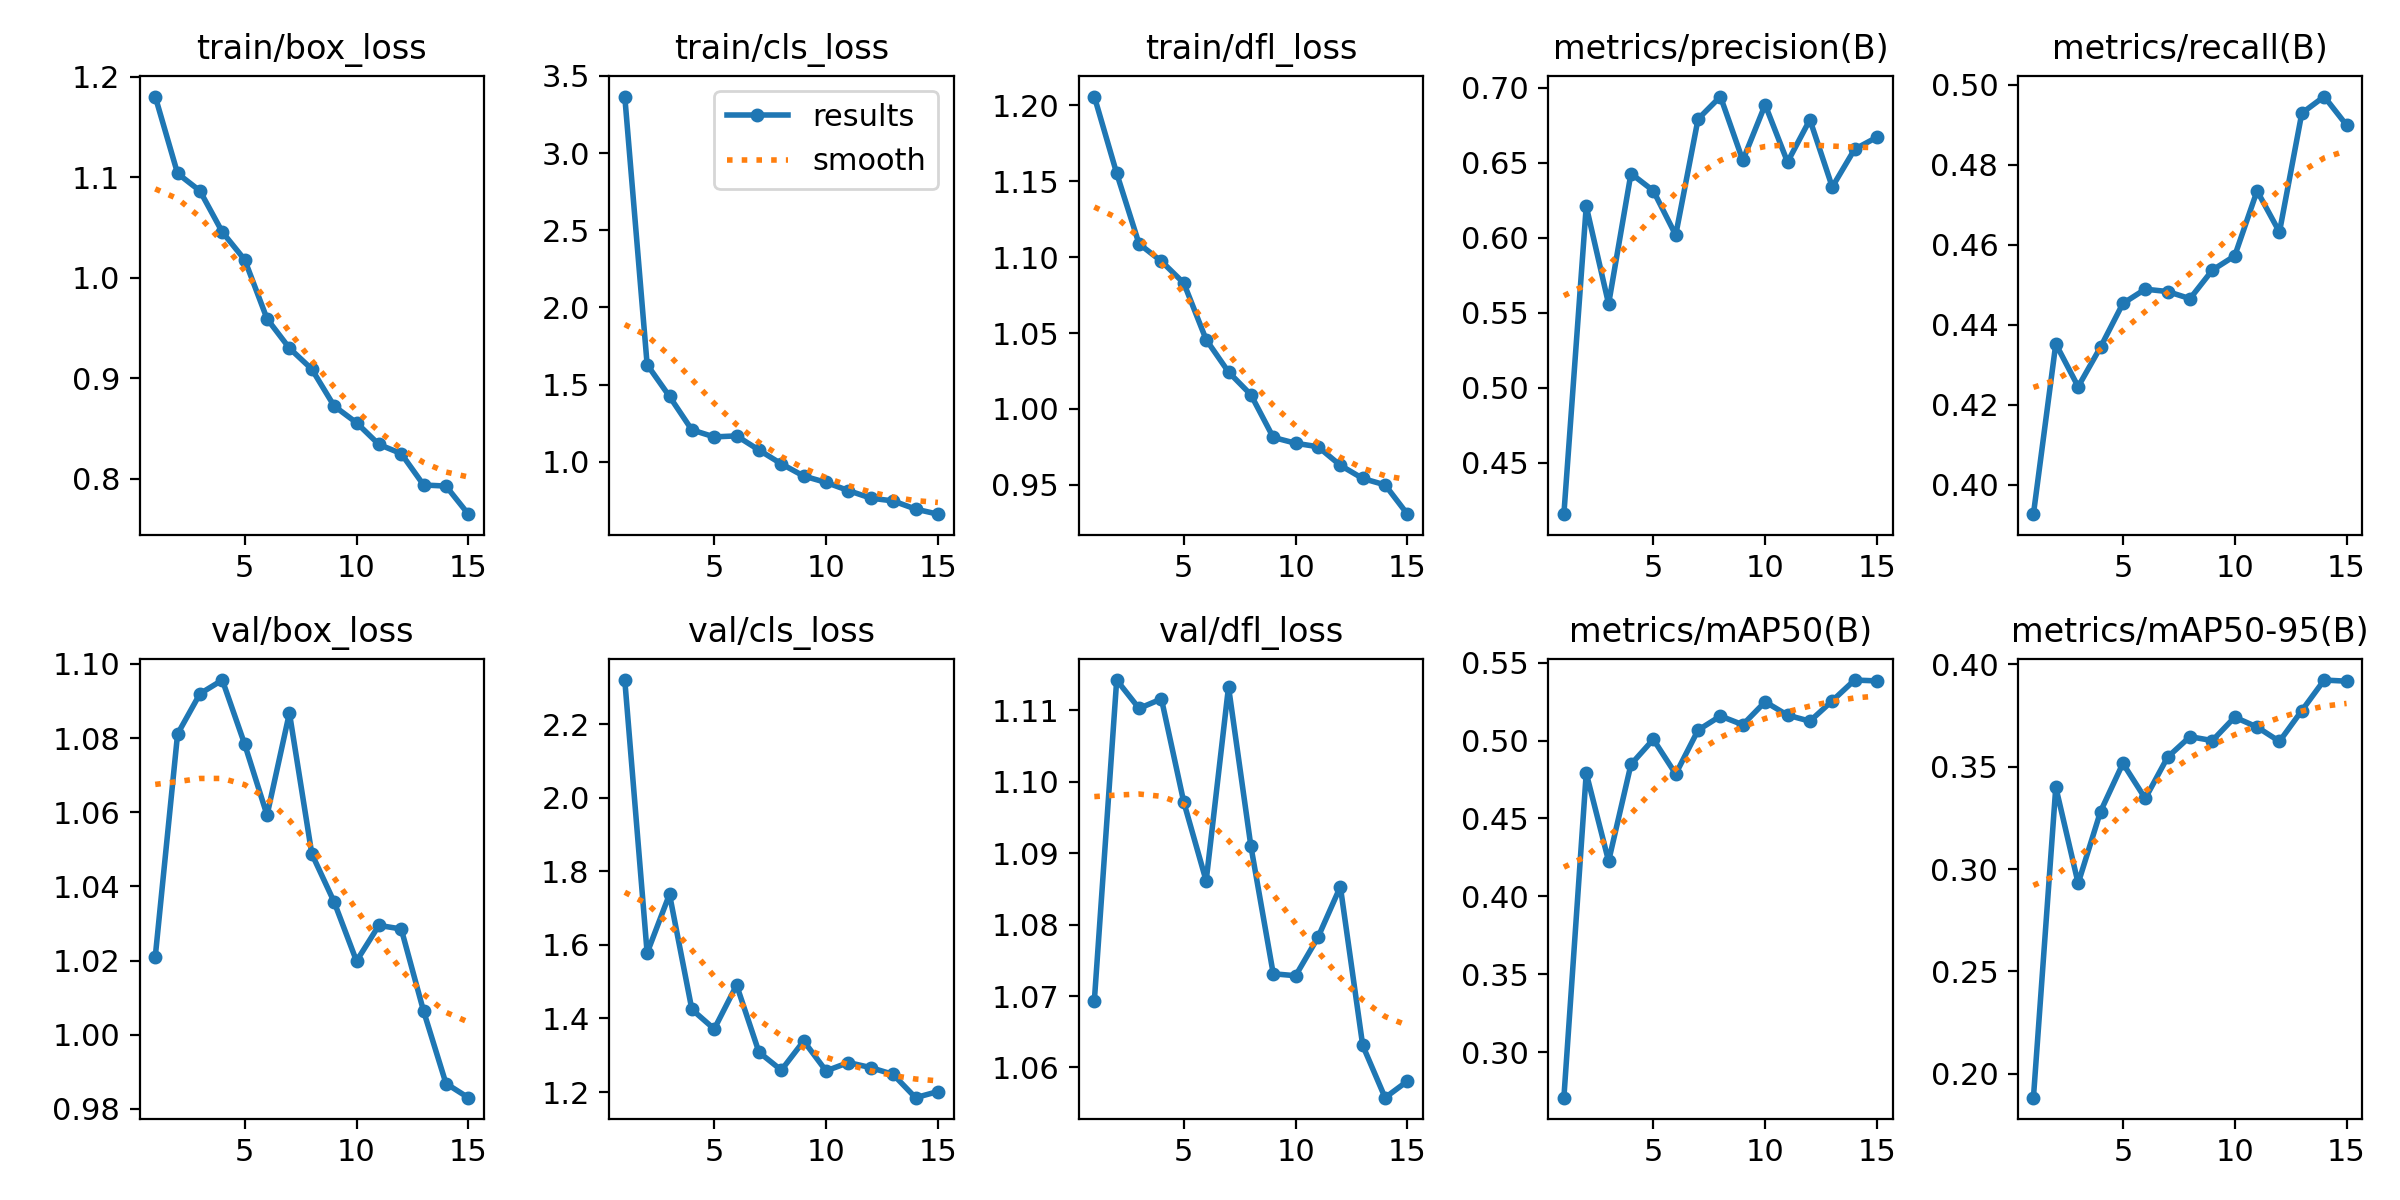 train/box_loss
1.2
1.1
1.0
0.9
0.8
5 10 15
train/cls_loss
results
smooth
3.5
3.0
2.5
2.0
1.5
1.0
5 10 15
train/dfl_loss
1.20
1.15
1.10
1.05
1.00
0.95
5 10 15
metrics/precision(B)
0.70
0.65
0.60
0.55
0.50
0.45
5 10 15
metrics/recall(B)
0.50
0.48
0.46
0.44
0.42
0.40
5 10 15
val/box_loss
1.10
1.08
1.06
1.04
1.02
1.00
0.98
5 10 15
val/cls_loss
2.2
2.0
1.8
1.6
1.4
1.2
5 10 15
val/dfl_loss
1.11
1.10
1.09
1.08
1.07
1.06
5 10 15
metrics/mAP50(B)
0.55
0.50
0.45
0.40
0.35
0.30
5 10 15
metrics/mAP50-95(B)
0.40
0.35
0.30
0.25
0.20
5 10 15